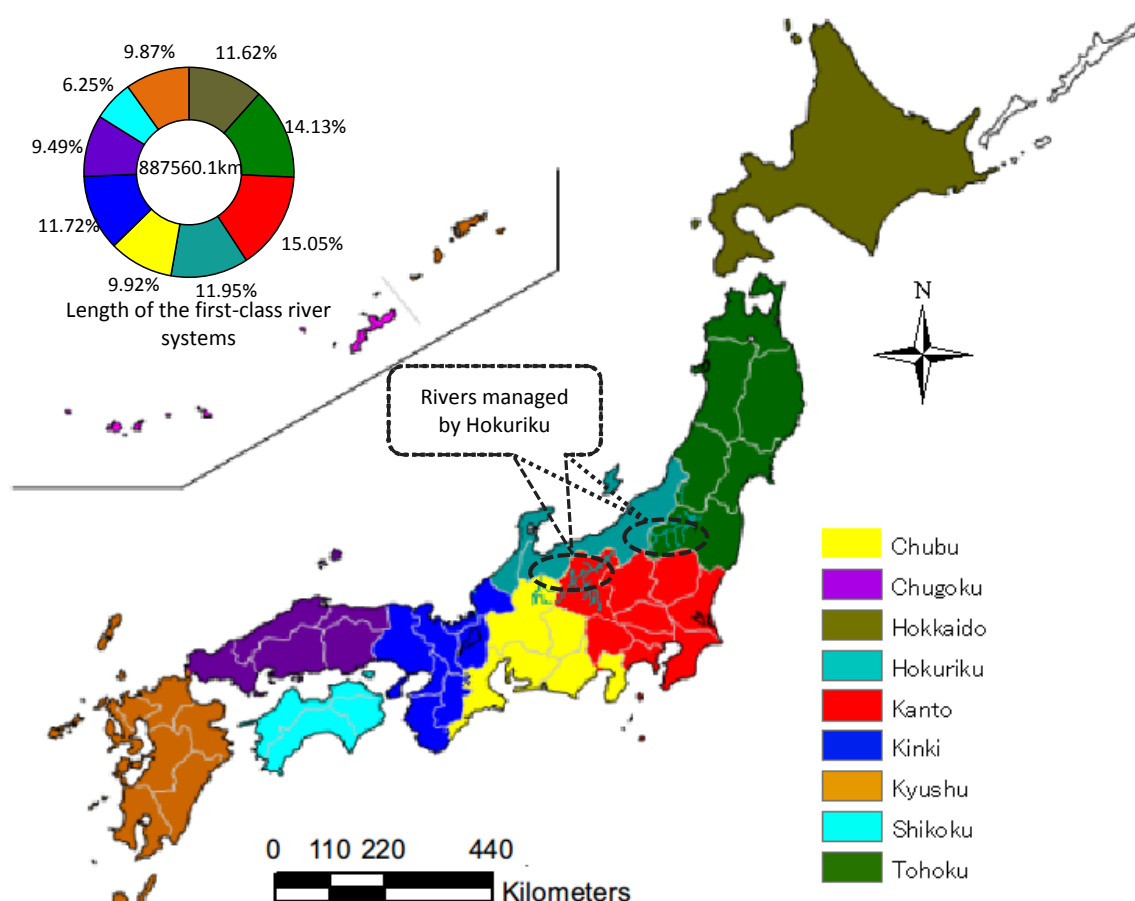 9.87%
11.62%
6.25%
14.13%
9.49%
887560.1km
11.72%
15.05%
9.92%
11.95%
Length of the first-class river
systems
N
Rivers managed
by Hokuriku
Chubu
Chugoku
Hokkaido
Hokuriku
Kanto
Kinki
Kyushu
Shikoku
Tohoku
0 110 220 440
Kilometers